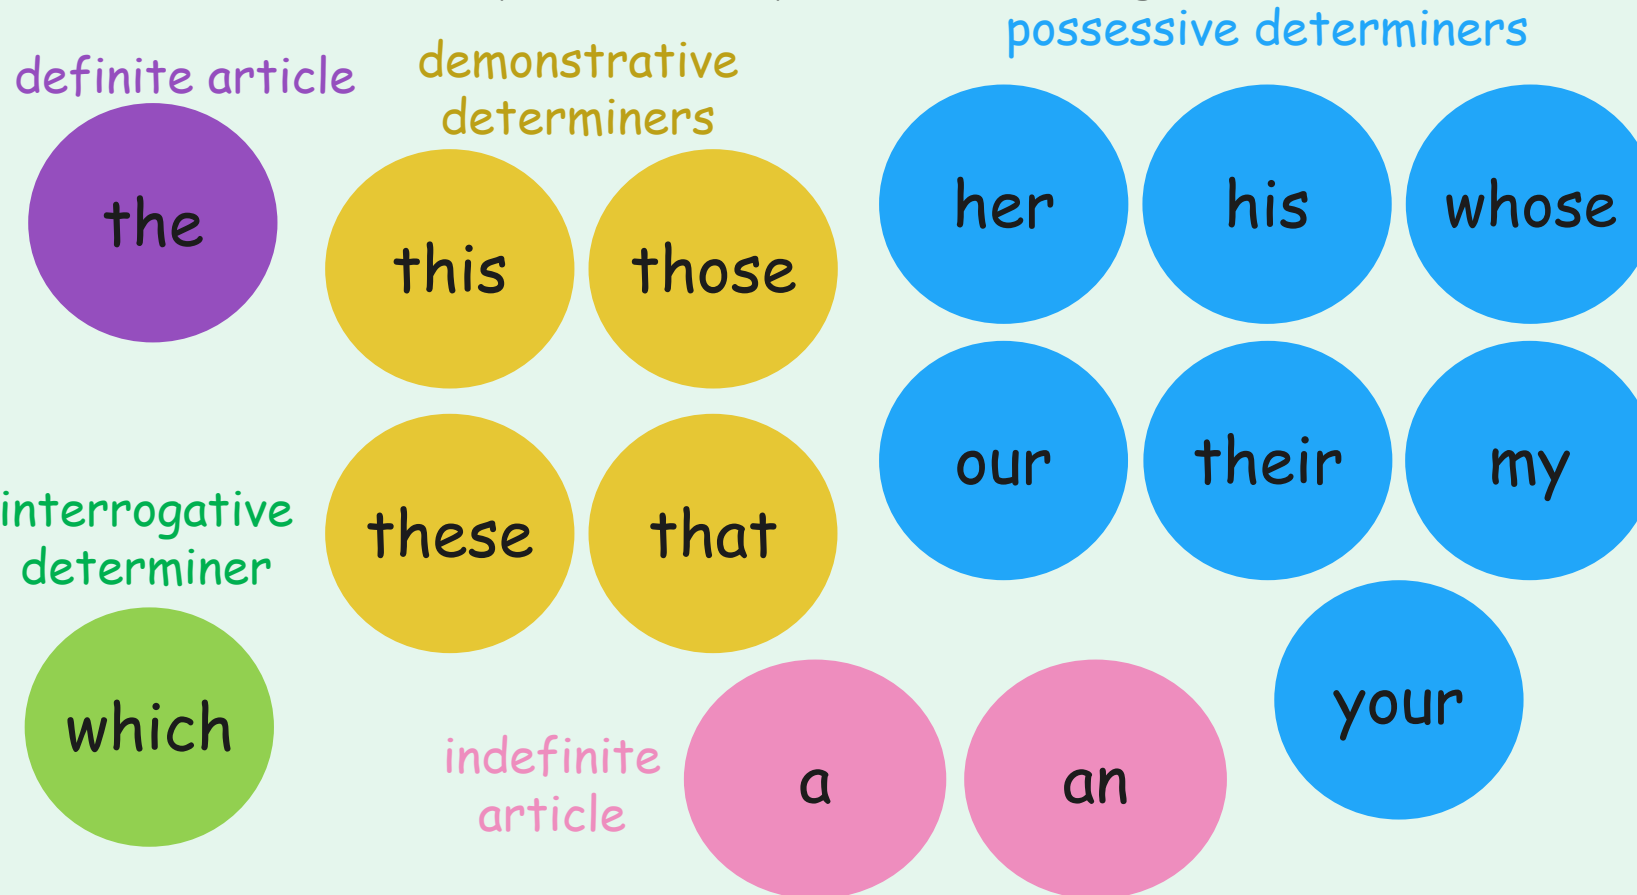 possessive determiners
definite article
demonstrative
determiners
the
this those
her his whose
these that
our their my
interrogative
determiner
which
indefinite
article
a an
your